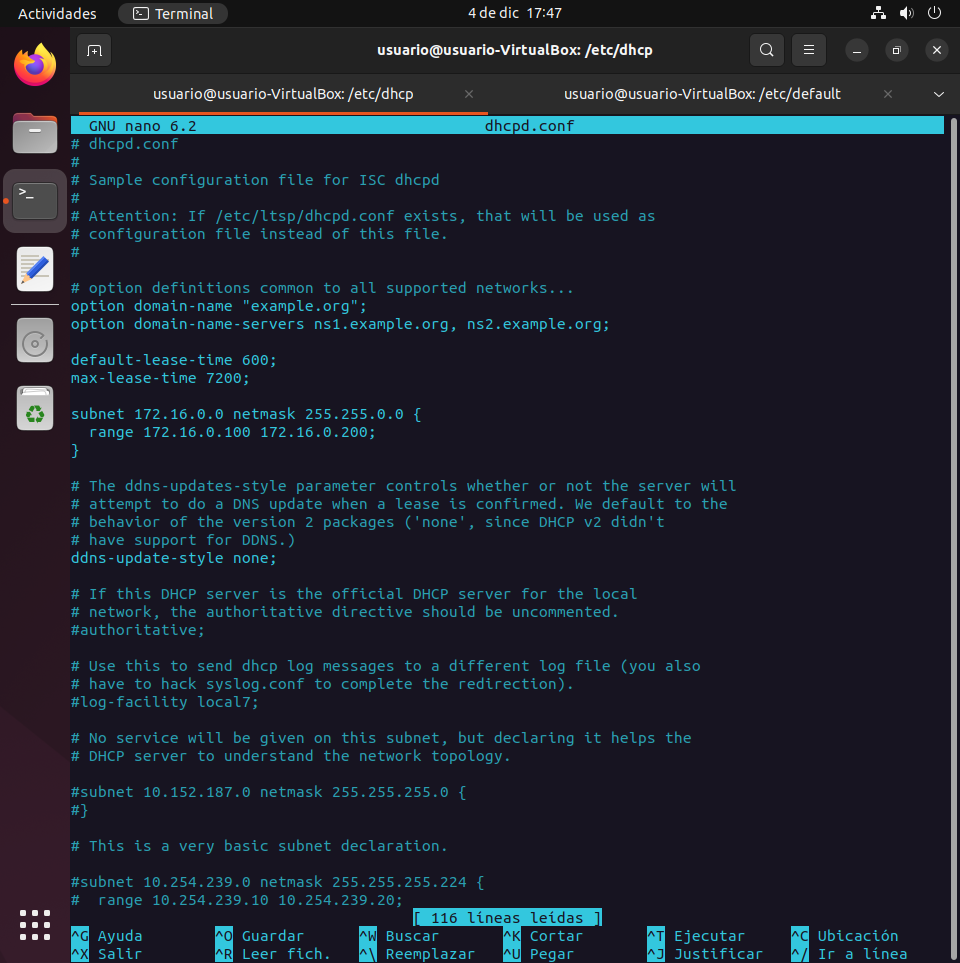 Actividades Terminal 4 de dic 17:47
usuario@usuario-VirtualBox: /etc/dhcp
usuario@usuario-VirtualBox: /etc/dhcp usuario@usuario-VirtualBox: /etc/default
GNU nano 6.2 dhcpd.conf
# dhcpd.conf
#
# Sample configuration file for ISC dhcpd
#
# Attention: If /etc/ltsp/dhcpd.conf exists, that will be used as
# configuration file instead of this file.
#
# option definitions common to all supported networks...
option domain-name "example.org";
option domain-name-servers ns1.example.org, ns2.example.org;
default-lease-time 600;
max-lease-time 7200;
subnet 172.16.0.0 netmask 255.255.0.0 {
  range 172.16.0.100 172.16.0.200;
}
# The ddns-updates-style parameter controls whether or not the server will
# attempt to do a DNS update when a lease is confirmed. We default to the
# behavior of the version 2 packages ('none', since DHCP v2 didn't
# have support for DDNS.)
ddns-update-style none;
# If this DHCP server is the official DHCP server for the local
# network, the authoritative directive should be uncommented.
#authoritative;
# Use this to send dhcp log messages to a different log file (you also
# have to hack syslog.conf to complete the redirection).
#log-facility local7;
# No service will be given on this subnet, but declaring it helps the
# DHCP server to understand the network topology.
#subnet 10.152.187.0 netmask 255.255.255.0 {
#}
# This is a very basic subnet declaration.
#subnet 10.254.239.0 netmask 255.255.255.224 {
#  range 10.254.239.10 10.254.239.20;
[ 116 líneas leídas ]
^G Ayuda ^O Guardar ^W Buscar ^K Cortar ^T Ejecutar ^C Ubicación
^X Salir ^R Leer fich. ^\ Reemplazar ^U Pegar ^J Justificar ^/ Ir a línea